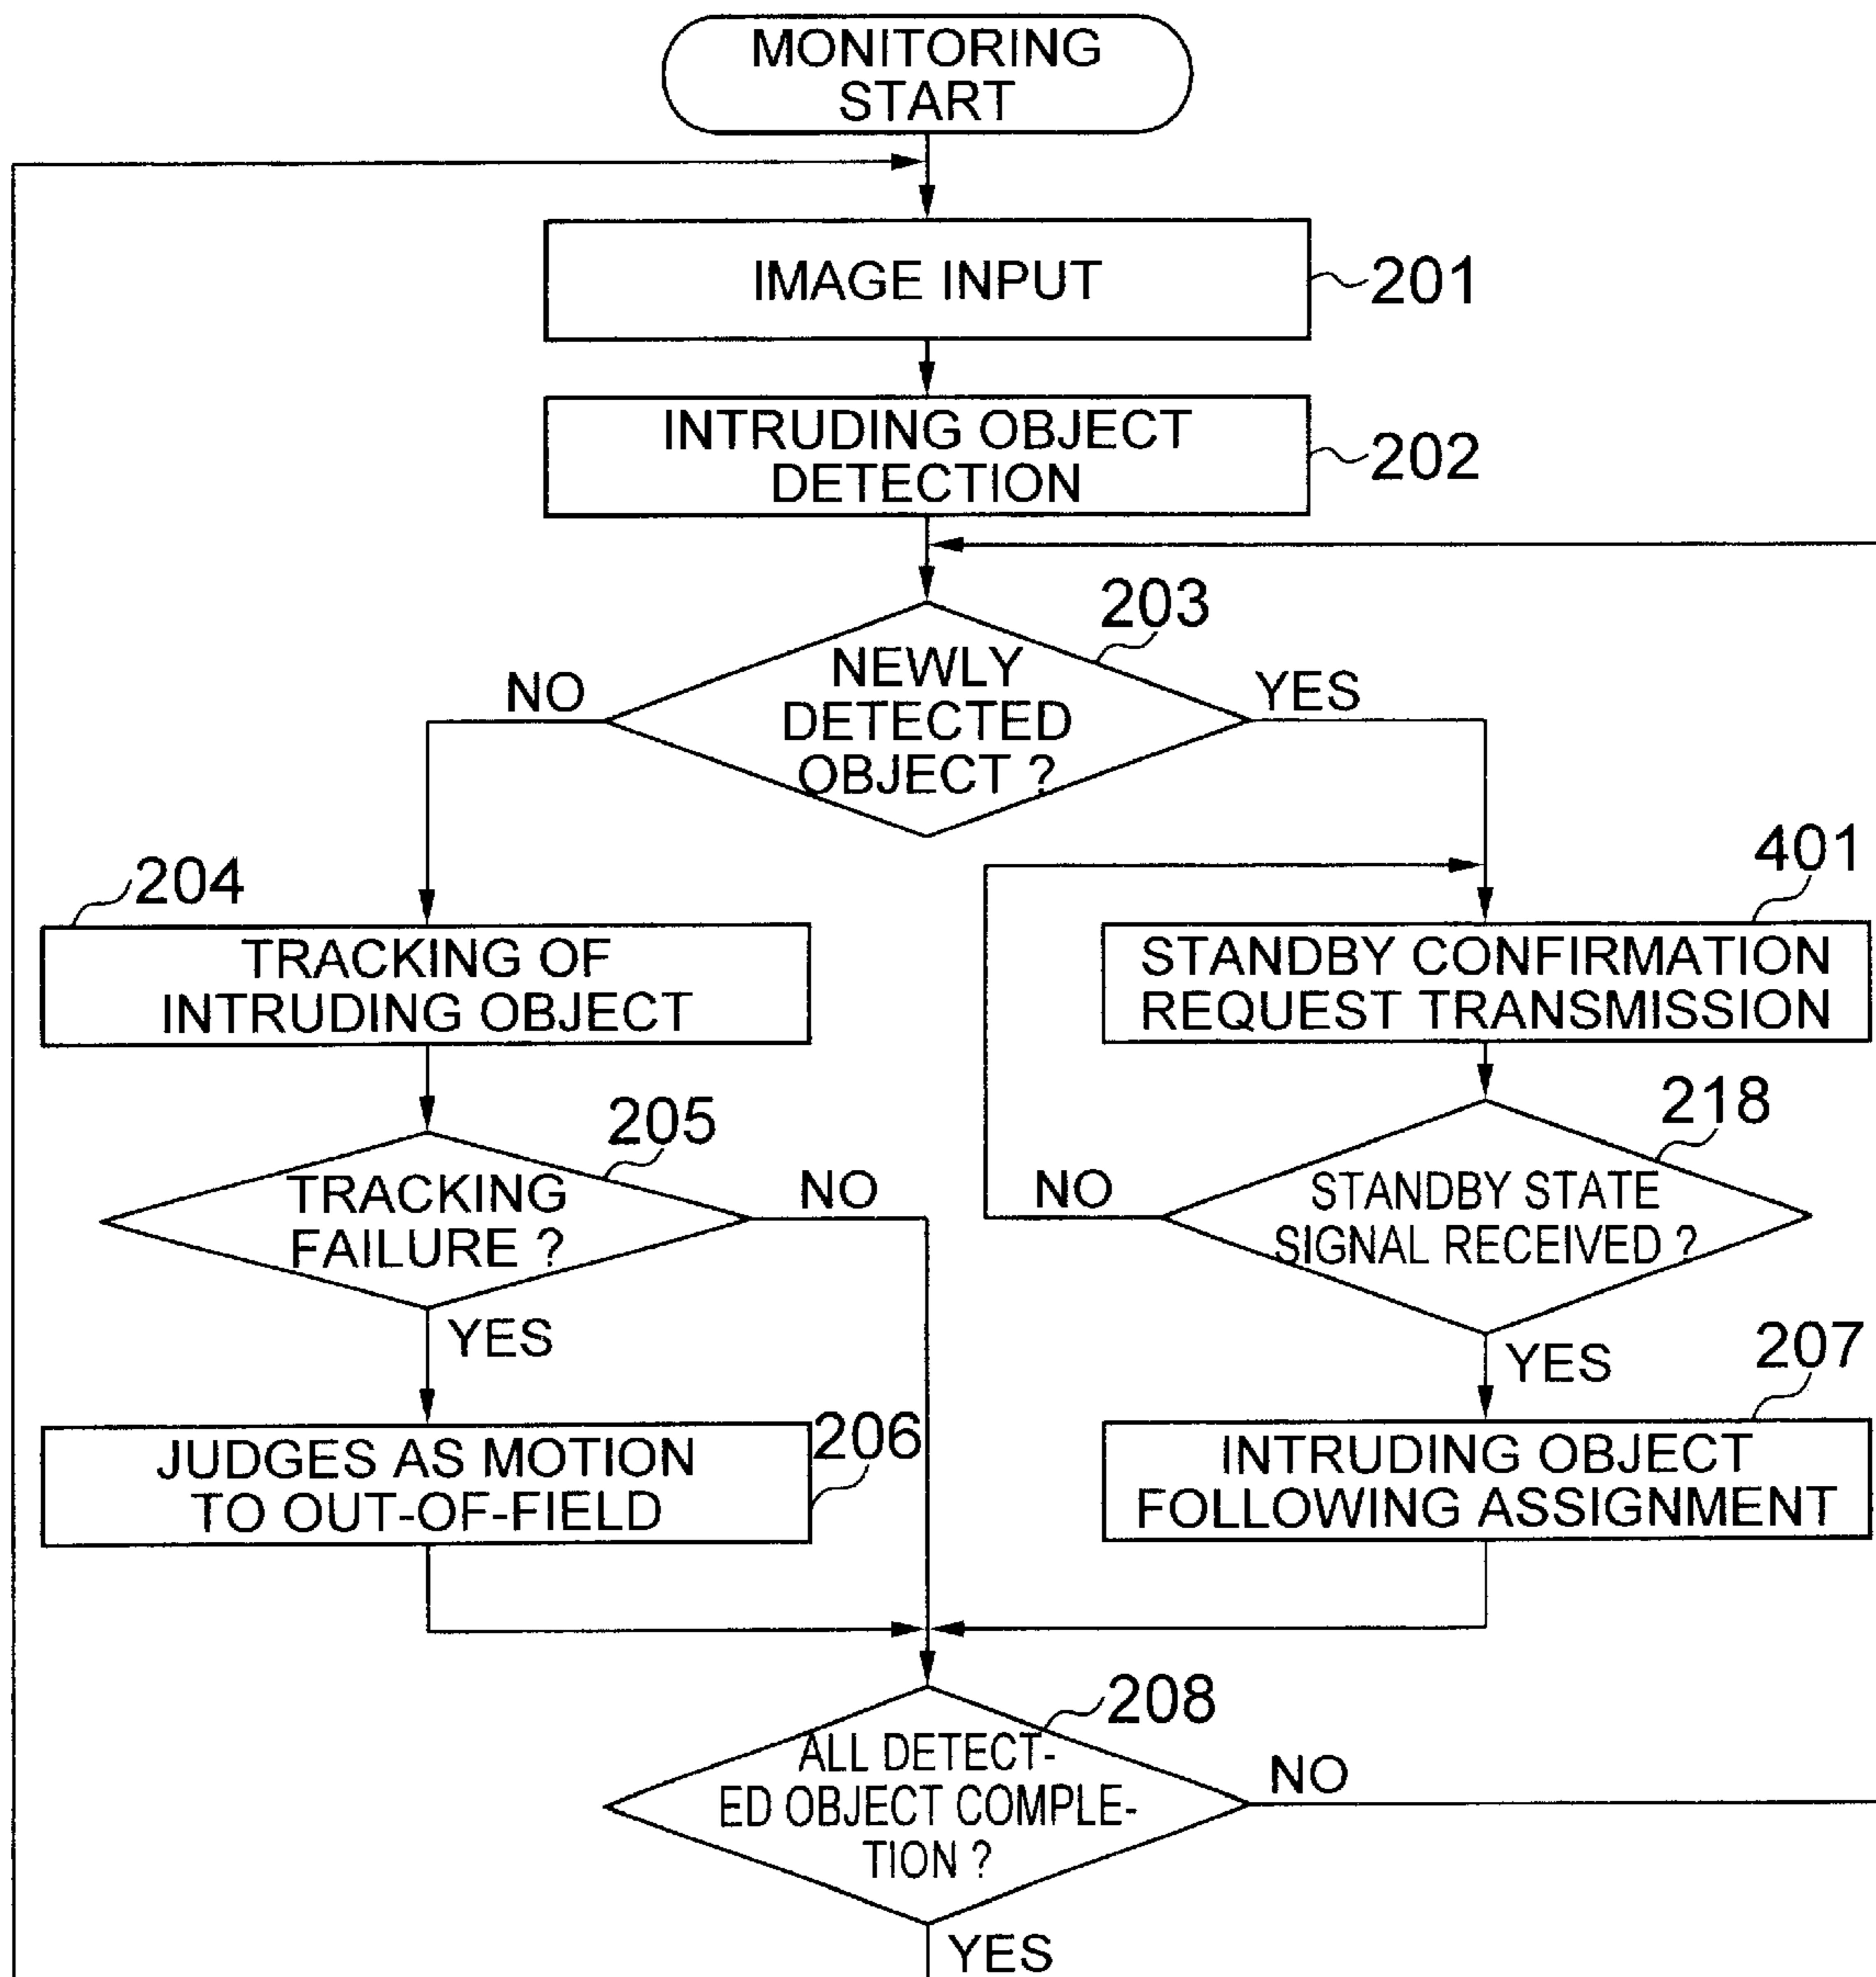 MONITORING
START
IMAGE INPUT
201
INTRUDING OBJECT
DETECTION
202
203
NEWLY
DETECTED
OBJECT ?
NO
YES
204
TRACKING OF
INTRUDING OBJECT
401
STANDBY CONFIRMATION
REQUEST TRANSMISSION
205
TRACKING
FAILURE ?
NO
YES
218
STANDBY STATE
SIGNAL RECEIVED ?
NO
YES
206
JUDGES AS MOTION
TO OUT-OF-FIELD
207
INTRUDING OBJECT
FOLLOWING ASSIGNMENT
208
ALL DETECT-
ED OBJECT COMPLE-
TION ?
NO
YES